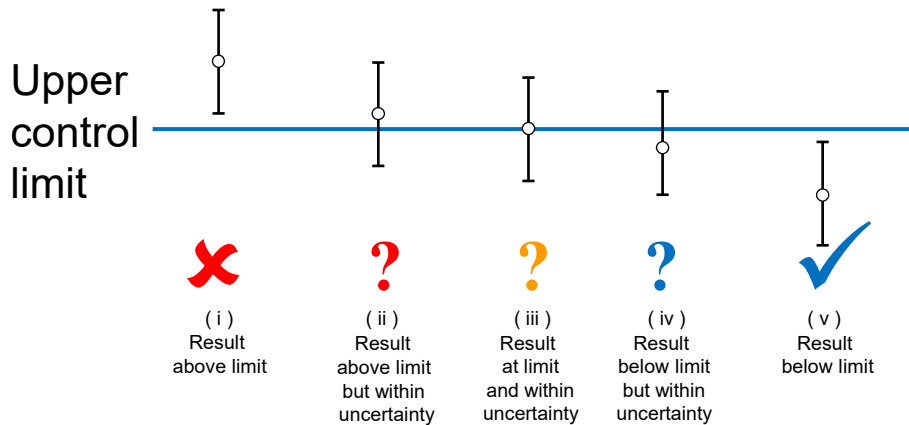 Upper
control
limit
?
?
?
( i )
Result
above limit
( ii )
Result
above limit
but within
uncertainty
( iii )
Result
at limit
and within
uncertainty
( iv )
Result
below limit
but within
uncertainty
( v )
Result
below limit